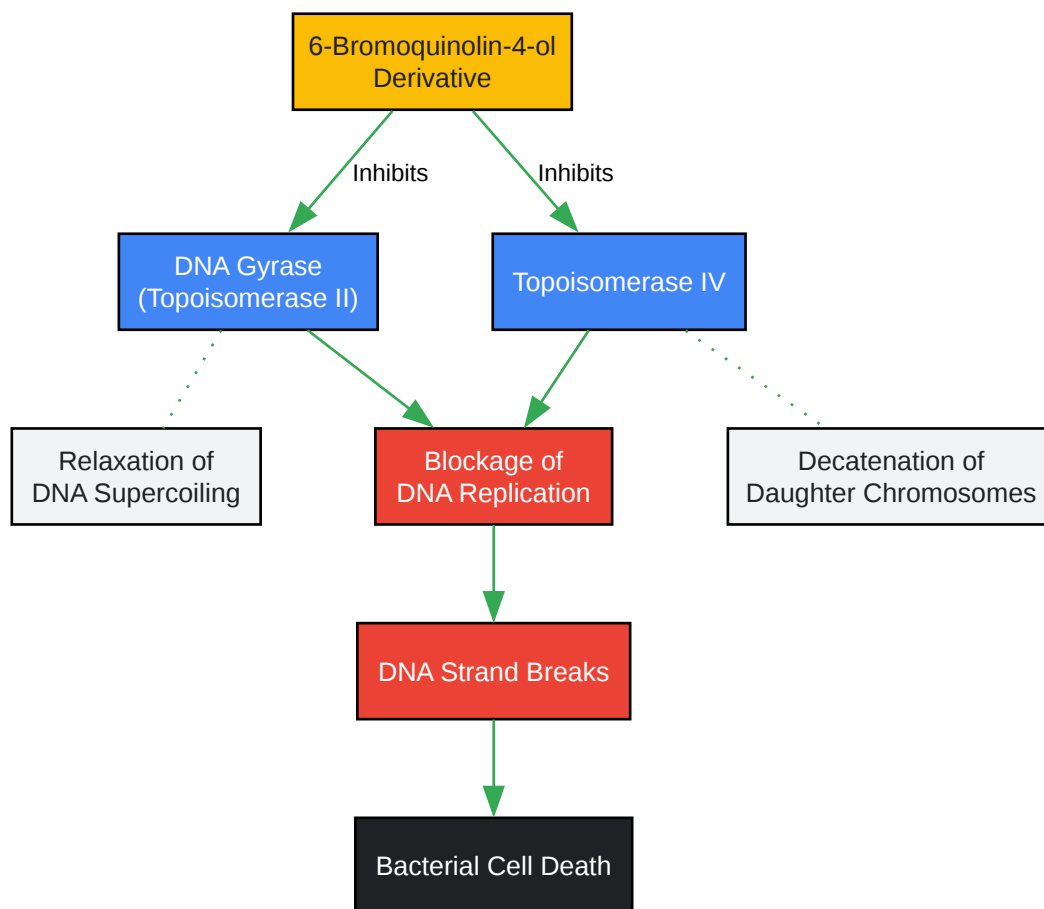 6-Bromoquinolin-4-ol
Derivative
Inhibits
Inhibits
DNA Gyrase
(Topoisomerase II)
Topoisomerase IV
Relaxation of
DNA Supercoiling
Blockage of
DNA Replication
Decatenation of
Daughter Chromosomes
DNA Strand Breaks
Bacterial Cell Death